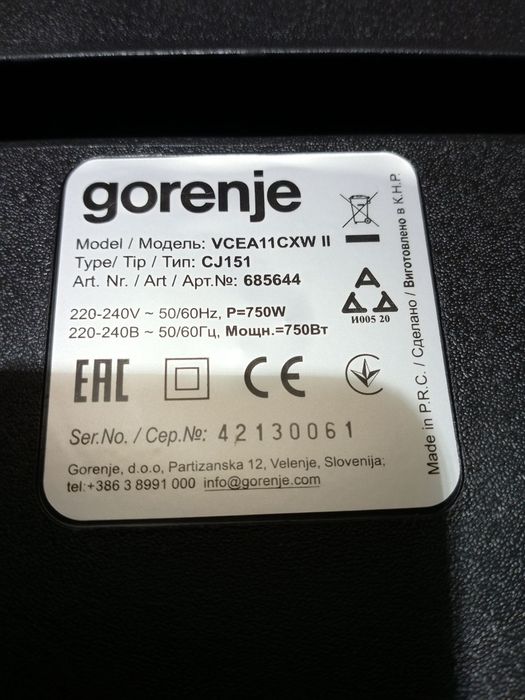 gorenje
Model / Модель: VCEA11CXW II
Type/ Tip / Тип: CJ151
Art. Nr. / Art / Арт.№: 685644
220-240V ~ 50/60Hz, P=750W
220-240В ~ 50/60Гц, Мощн.=750Вт
И005 20
EAC
CE
Ser.No. / Сер.№: 42130061
Gorenje, d.o.o, Partizanska 12, Velenje, Slovenija;
tel:+386 3 8991 000 info@gorenje.com
Made in P.R.C. / Сделано / Виготовлено в К.Н.Р.